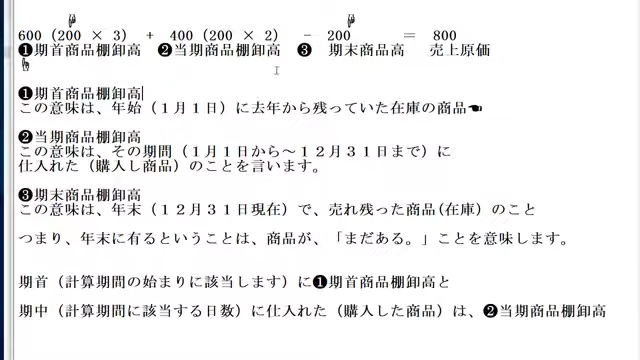 600 (200 × 3)　+　400 (200 × 2)　-　200　＝　800
❶期首商品棚卸高　❷当期商品棚卸高　❸　期末商品高　売上原価
❶期首商品棚卸高
この意味は、年始（１月１日）に去年から残っていた在庫の商品☚
❷当期商品棚卸高
この意味は、その期間（１月１日から～１２月３１日まで）に
仕入れた（購入し商品）のことを言います。
❸期末商品棚卸高
この意味は、年末（１２月３１日現在）で、売れ残った商品(在庫）のこと
つまり、年末に有るということは、商品が、「まだある。」ことを意味します。
期首（計算期間の始まりに該当します）に❶期首商品棚卸高と
期中（計算期間に該当する日数）に仕入れた（購入した商品）は、❷当期商品棚卸高